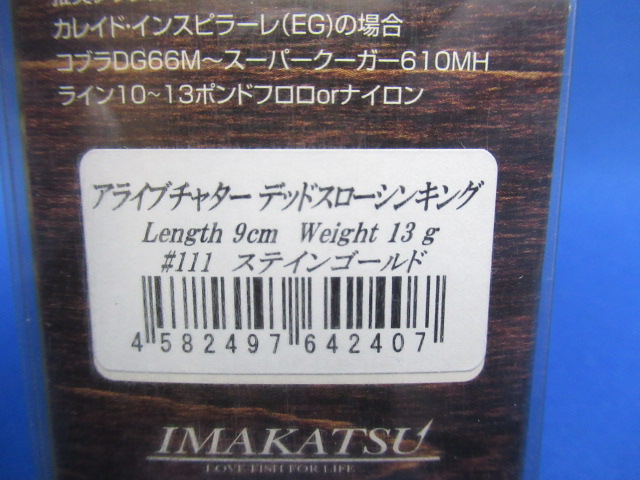 カレイド・インスピラーレ(EG)の場合
コブラDG66M〜スーパークーガー610MH
ライン10〜13ポンドフロロorナイロン
アライブチャター デッドスローシンキング
Length 9cm Weight 13 g
#111 ステインゴールド
4 582497 642407
IMAKATSU
LOVE FISH FOR LIFE